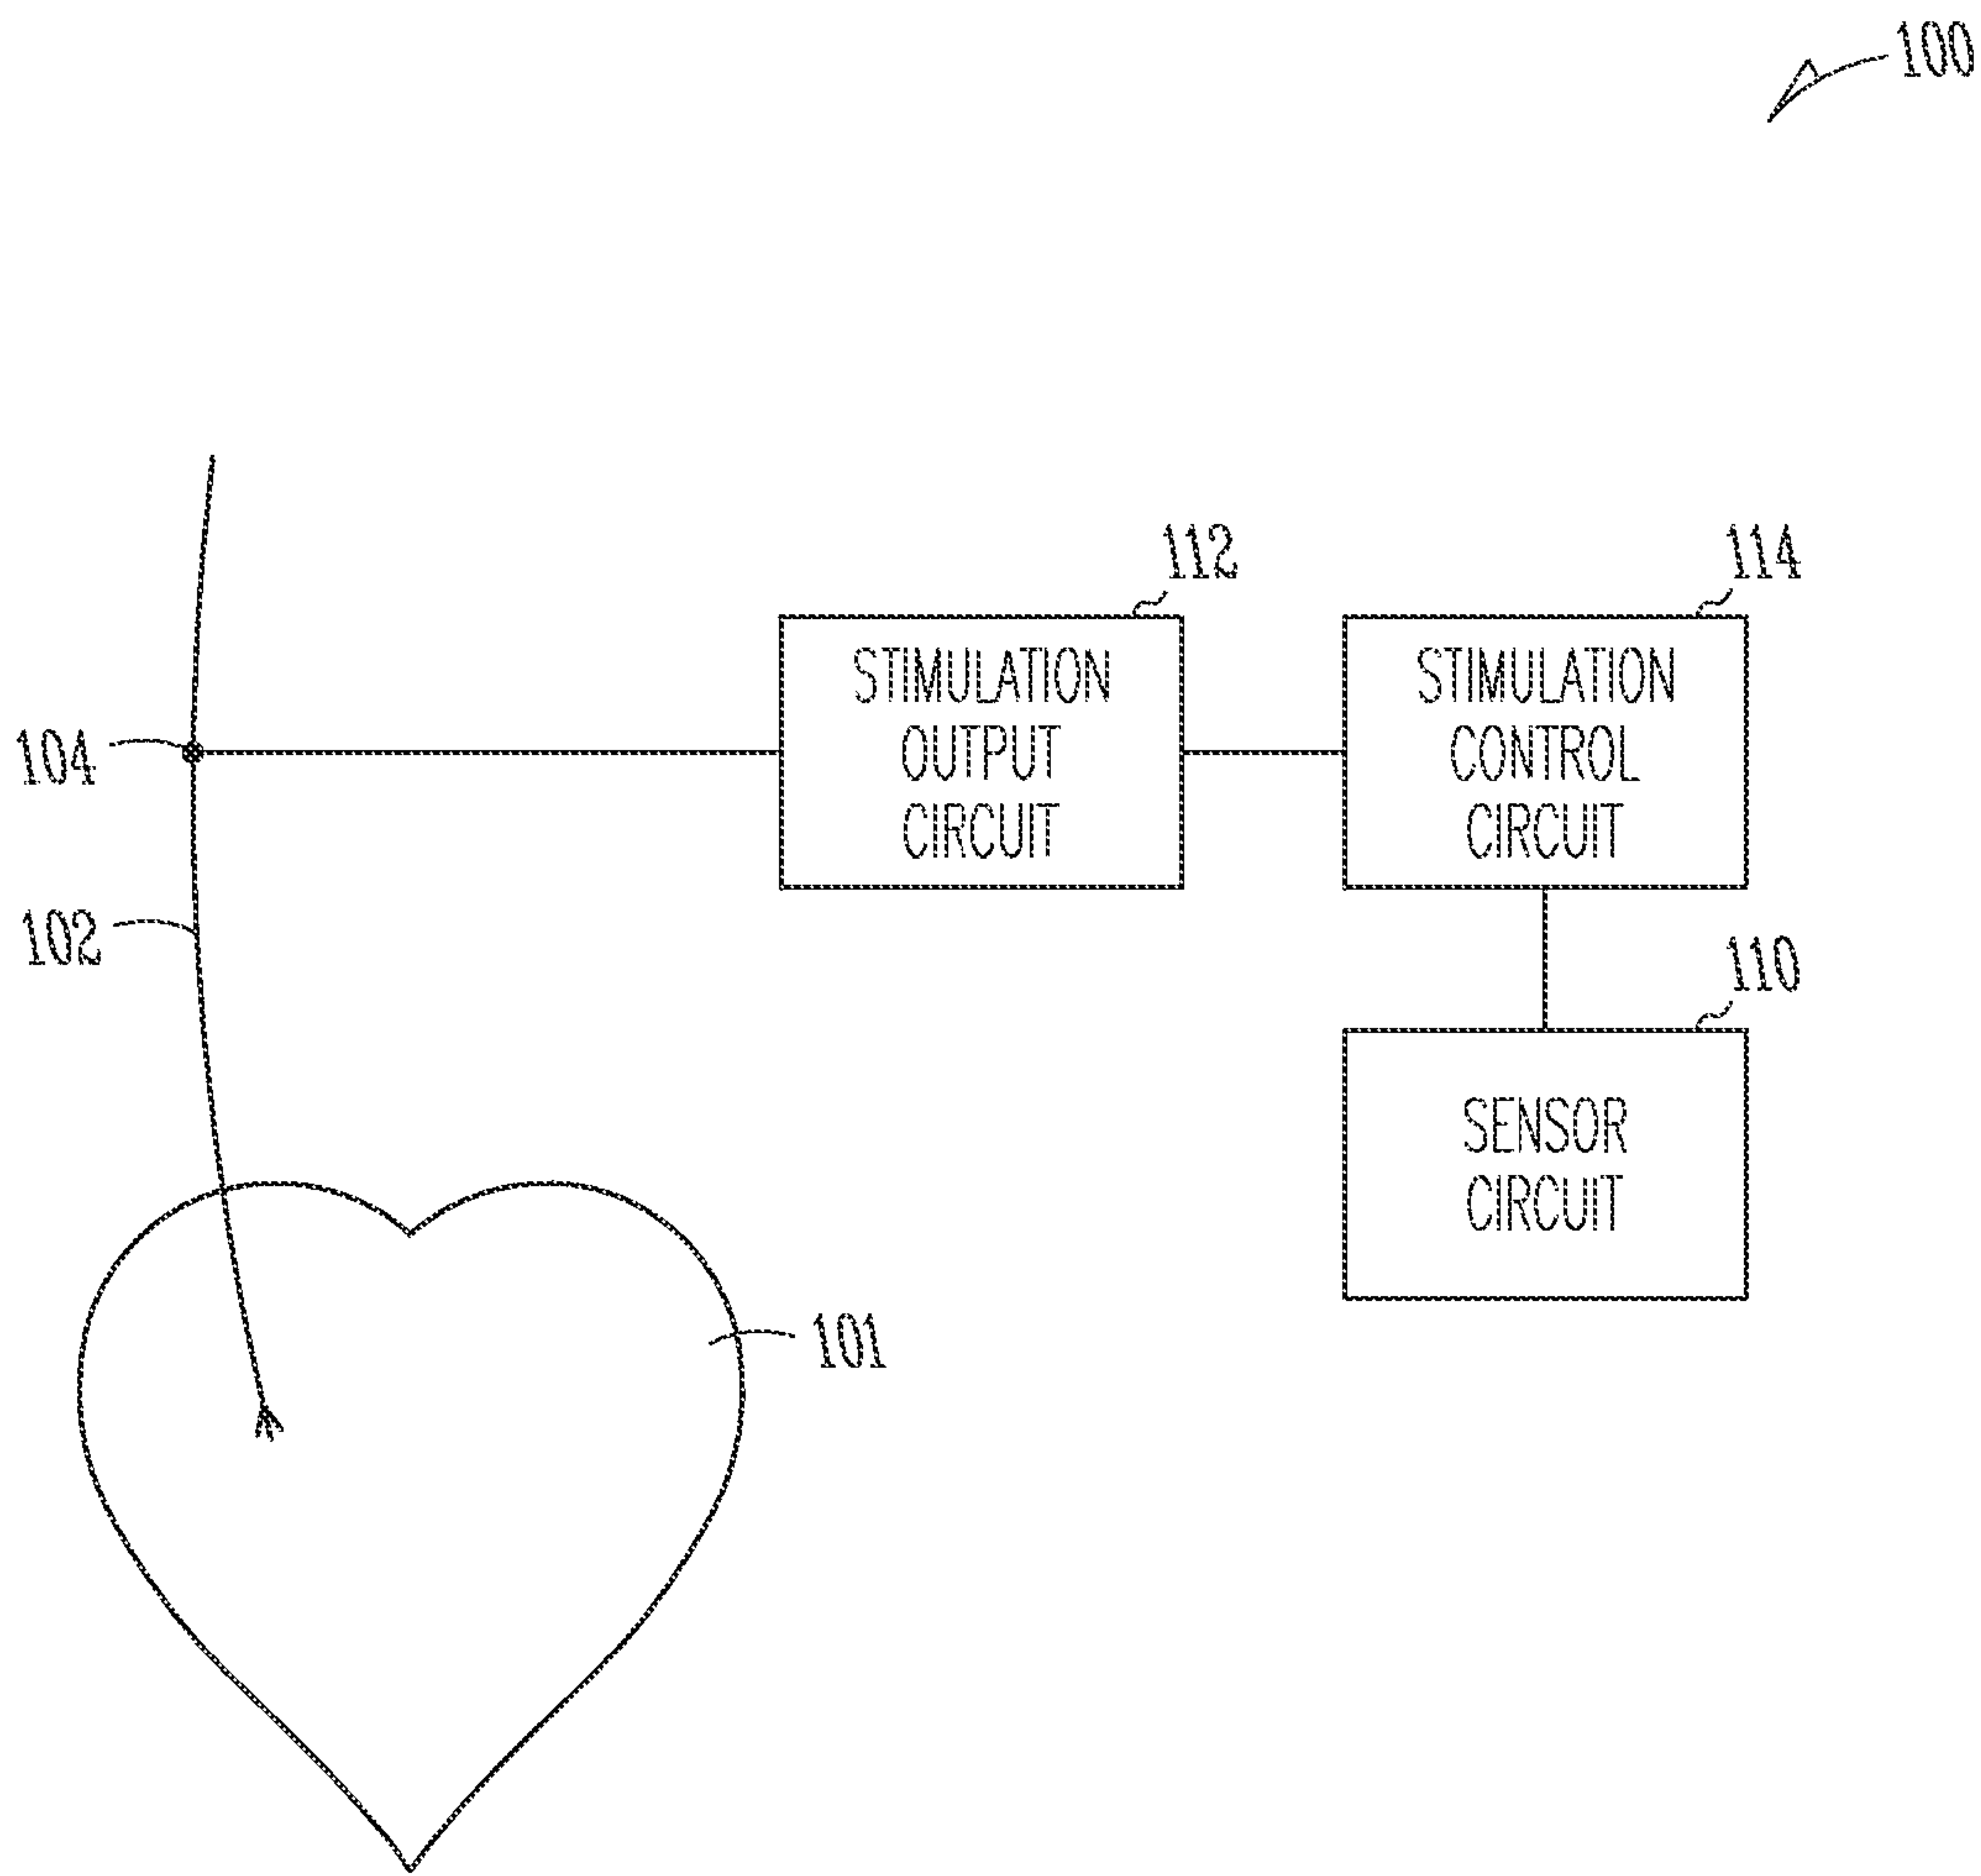 100
112
114
STIMULATION
OUTPUT
CIRCUIT
STIMULATION
CONTROL
CIRCUIT
104
102
110
SENSOR
CIRCUIT
101